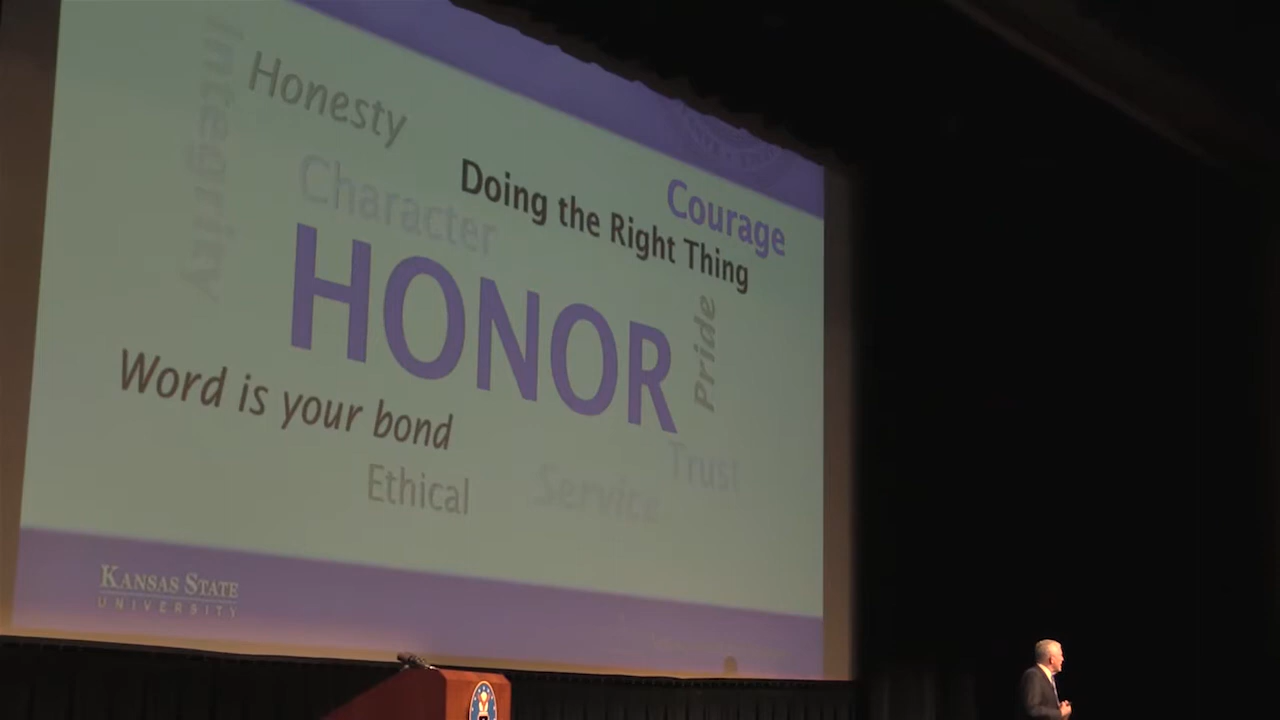 Integrity
Honesty
Character
Doing the Right Thing
Courage
HONOR
Pride
Word is your bond
Trust
Ethical
Service
KANSAS STATE
UNIVERSITY